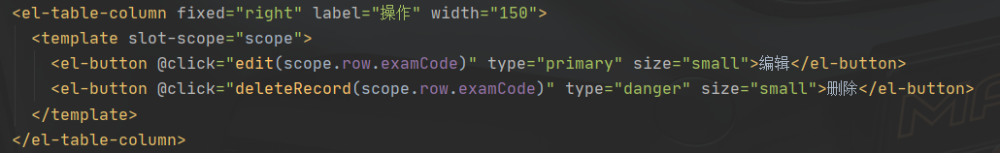 <el-table-column fixed="right" label="操作" width="150">
<template slot-scope="scope">
<el-button @click="edit(scope.row.examCode)" type="primary" size="small">编辑</el-button>
<el-button @click="deleteRecord(scope.row.examCode)" type="danger" size="small">删除</el-button>
</template>
</el-table-column>